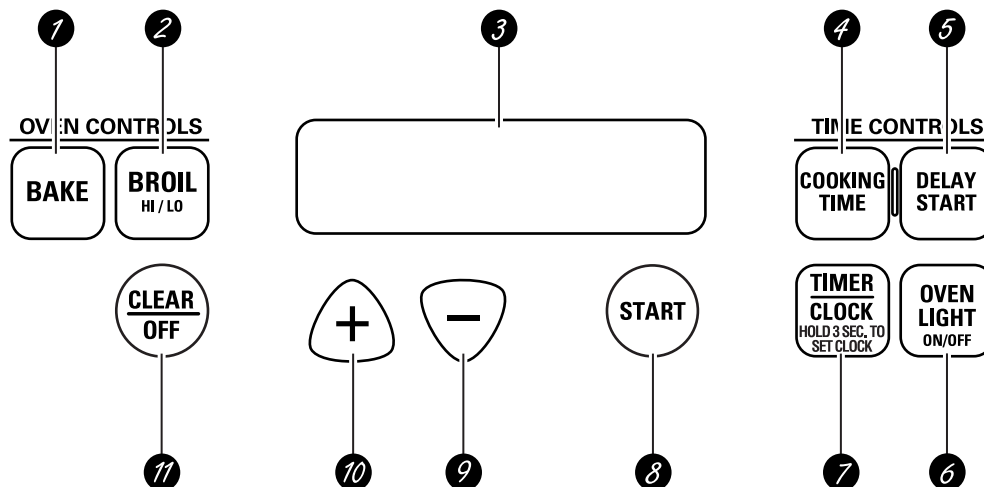 1 2 3 4 5
OVEN CONTROLS
TIME CONTROLS
BAKE
BROIL
HI / LO
COOKING
TIME
DELAY
START
CLEAR
OFF
+
−
START
TIMER
CLOCK
HOLD 3 SEC. TO
SET CLOCK
OVEN
LIGHT
ON/OFF
11 10 9 8 7 6